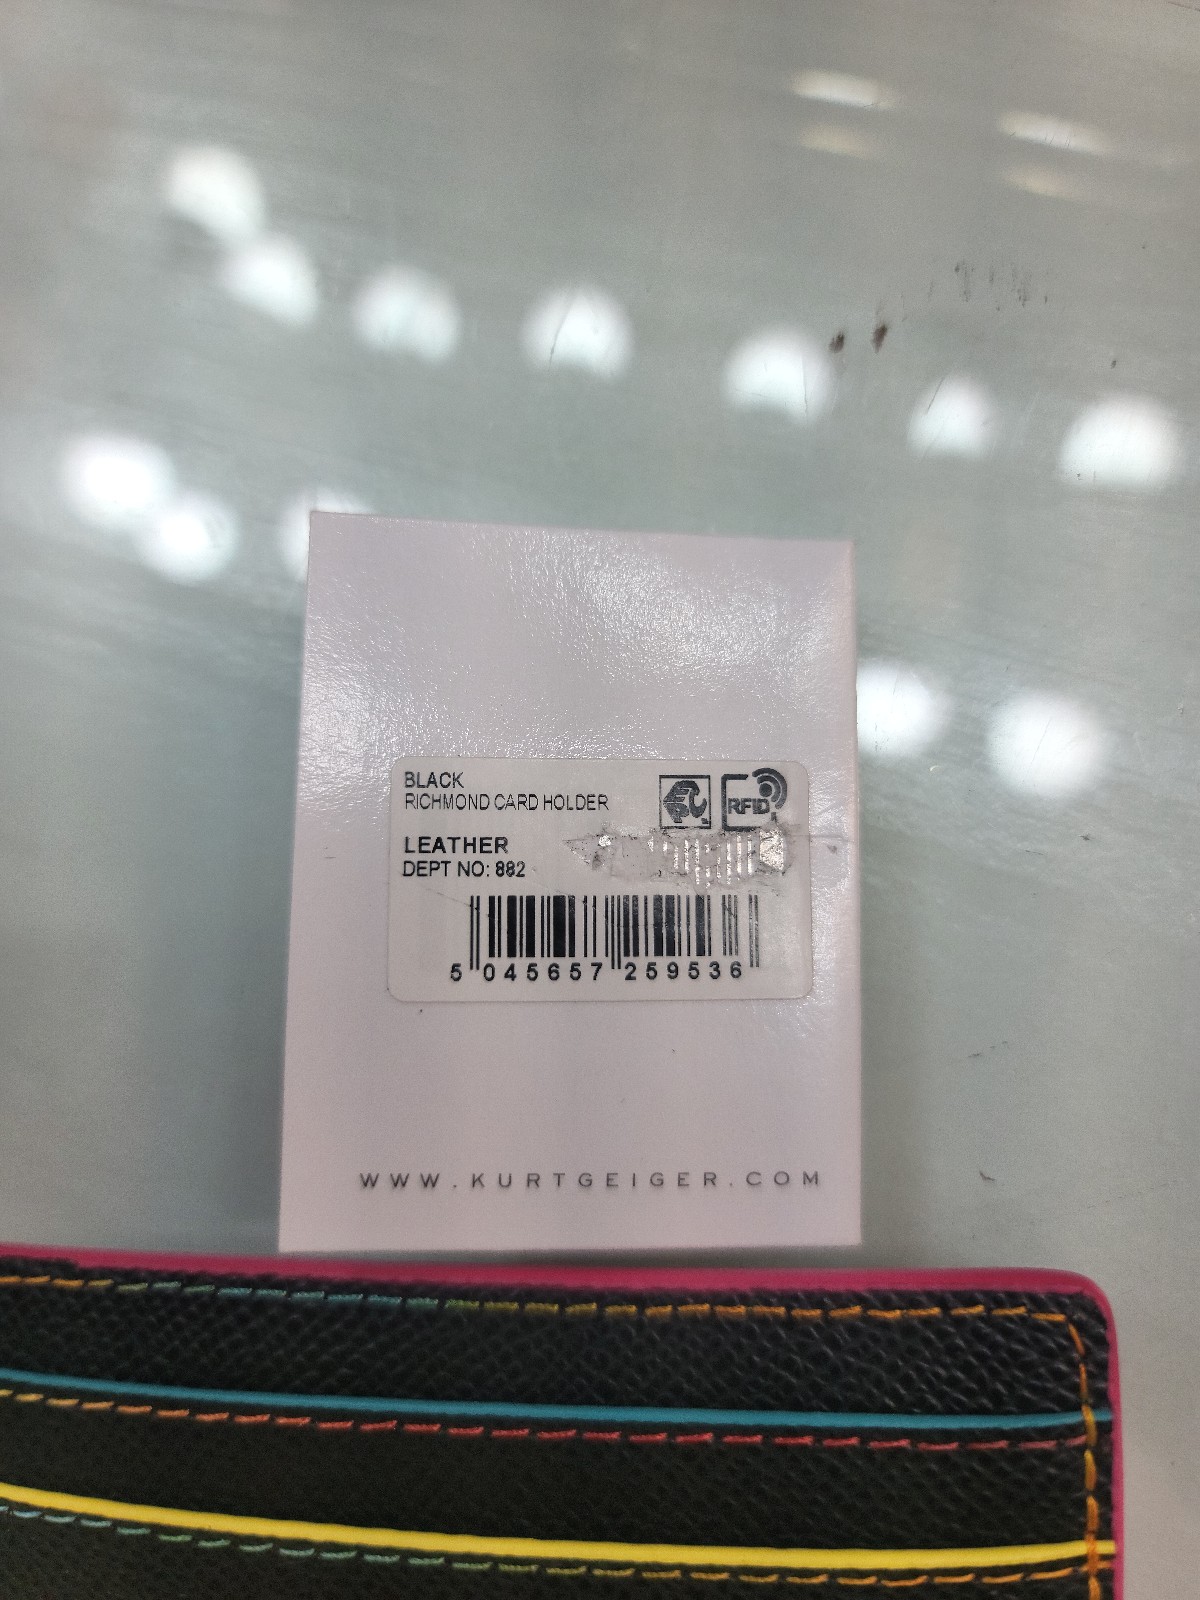 BLACK
RICHMOND CARD HOLDER
RFID
LEATHER
DEPT NO: 882
5 045657 259536
WWW.KURTGEIGER.COM